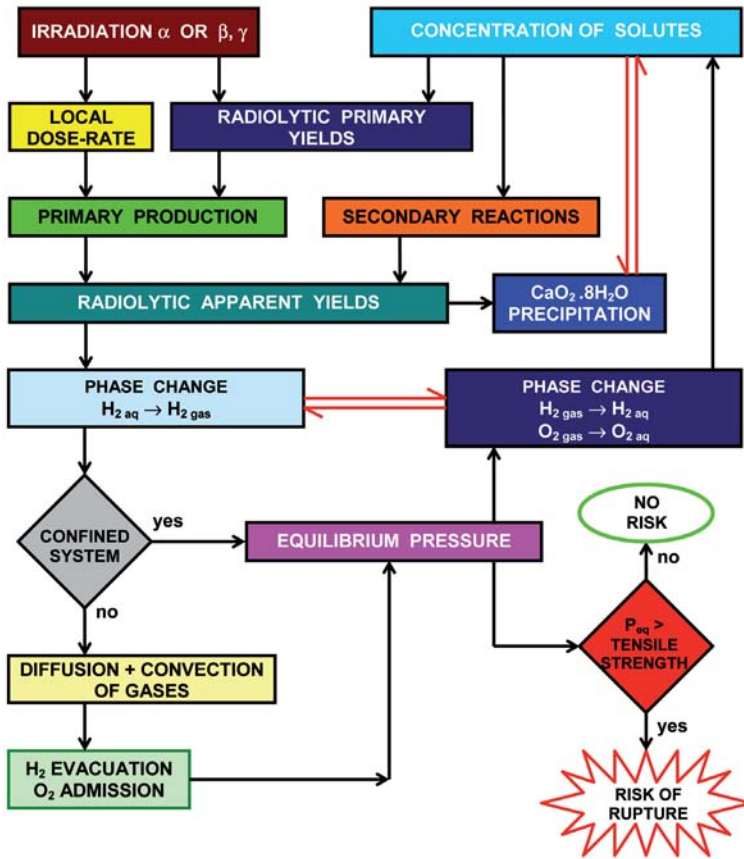 IRRADIATION α OR β, γ
CONCENTRATION OF SOLUTES
LOCAL
DOSE-RATE
RADIOLYTIC PRIMARY
YIELDS
PRIMARY PRODUCTION
SECONDARY REACTIONS
RADIOLYTIC APPARENT YIELDS
CaO₂.8H₂O
PRECIPITATION
PHASE CHANGE
H₂ aq → H₂ gas
PHASE CHANGE
H₂ gas → H₂ aq
O₂ gas → O₂ aq
CONFINED
SYSTEM
yes
EQUILIBRIUM PRESSURE
NO
RISK
no
no
P_eq >
TENSILE
STRENGTH
DIFFUSION + CONVECTION
OF GASES
yes
H₂ EVACUATION
O₂ ADMISSION
RISK OF
RUPTURE